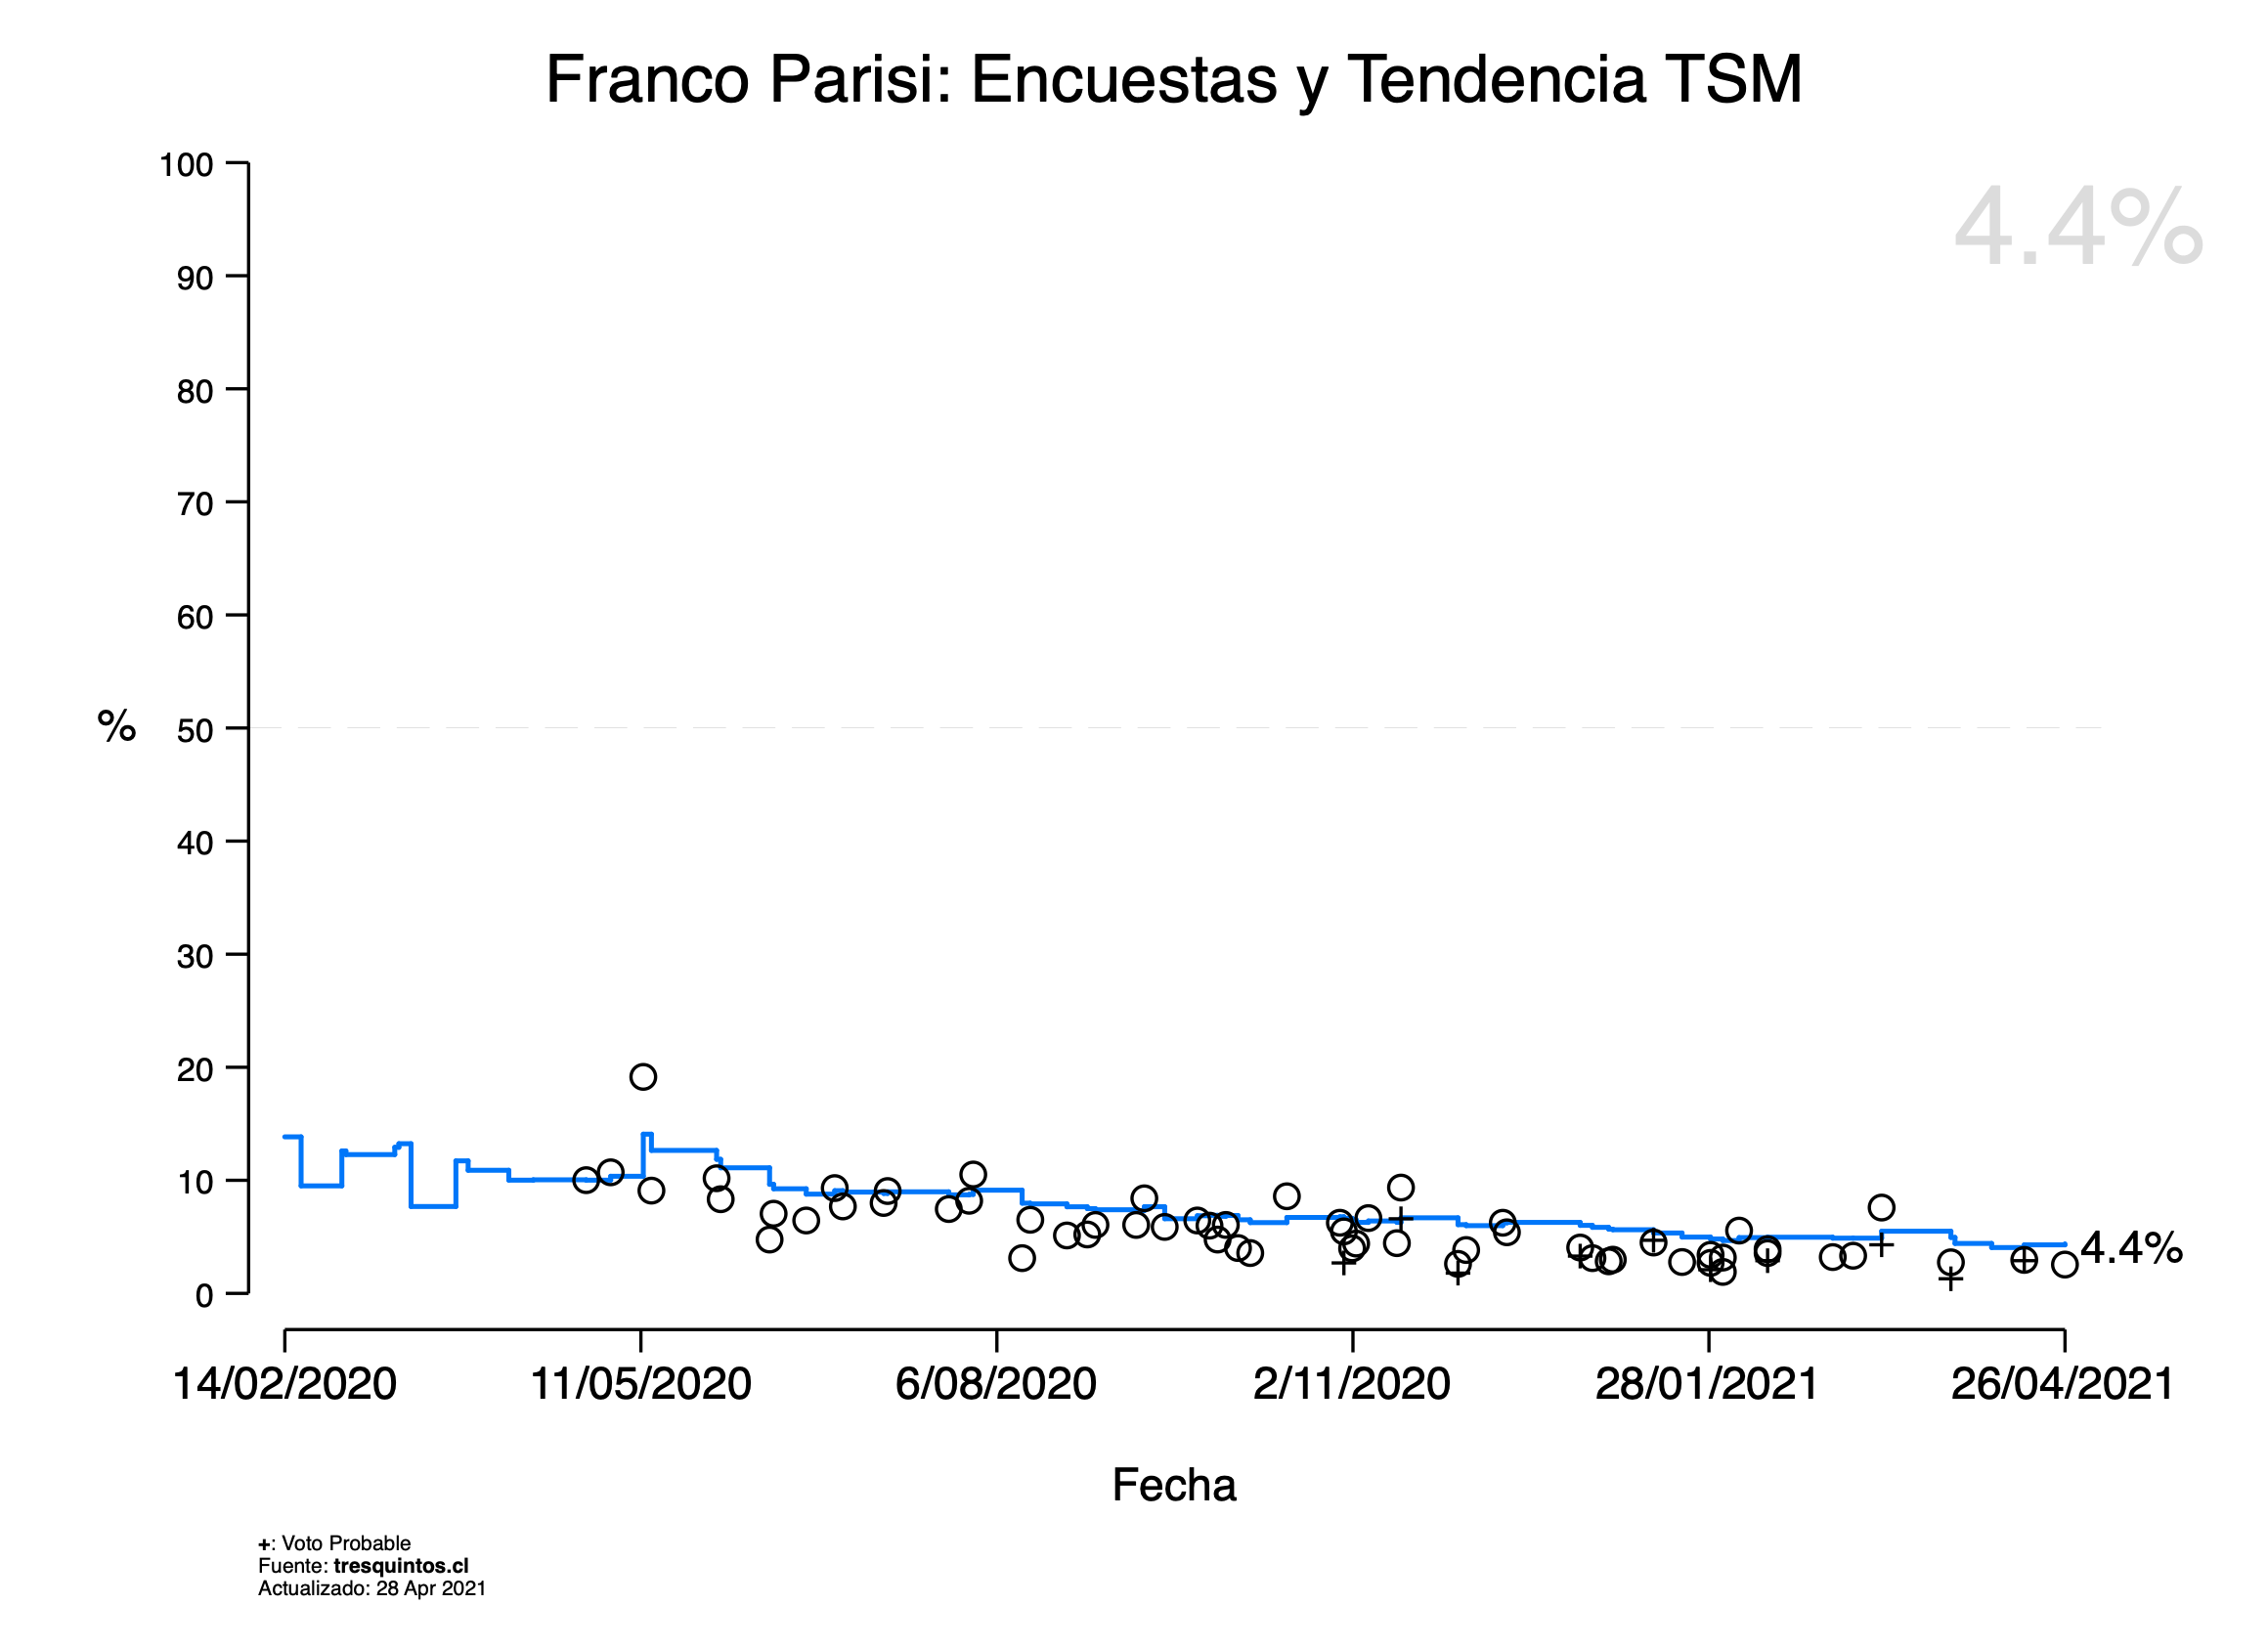 Franco Parisi: Encuestas y Tendencia TSM
4.4%
100
90
80
70
60
50
40
30
20
10
0
%
4.4%
14/02/2020 11/05/2020 6/08/2020 2/11/2020 28/01/2021 26/04/2021
Fecha
+: Voto Probable
Fuente: tresquintos.cl
Actualizado: 28 Apr 2021